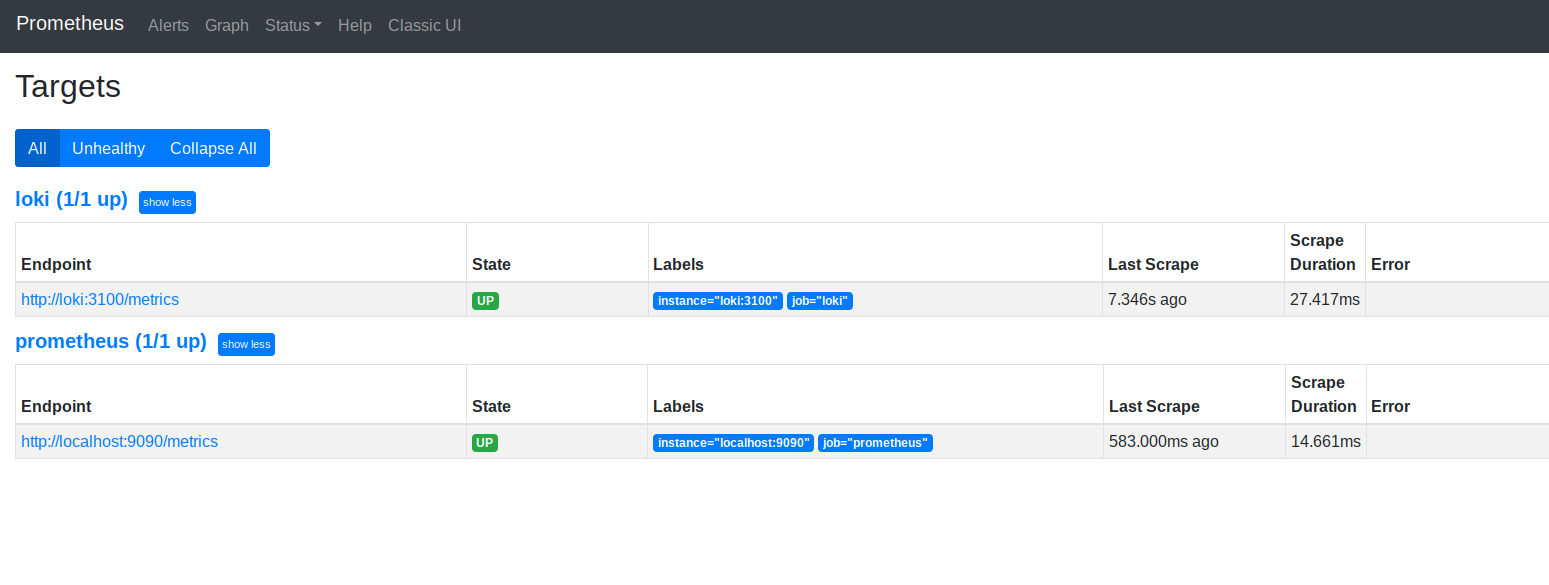 Prometheus Alerts Graph Status Help Classic UI
Targets
All Unhealthy Collapse All
loki (1/1 up) show less
Endpoint State Labels Last Scrape Scrape Duration Error
http://loki:3100/metrics UP instance="loki:3100" job="loki" 7.346s ago 27.417ms
prometheus (1/1 up) show less
Endpoint State Labels Last Scrape Scrape Duration Error
http://localhost:9090/metrics UP instance="localhost:9090" job="prometheus" 583.000ms ago 14.661ms